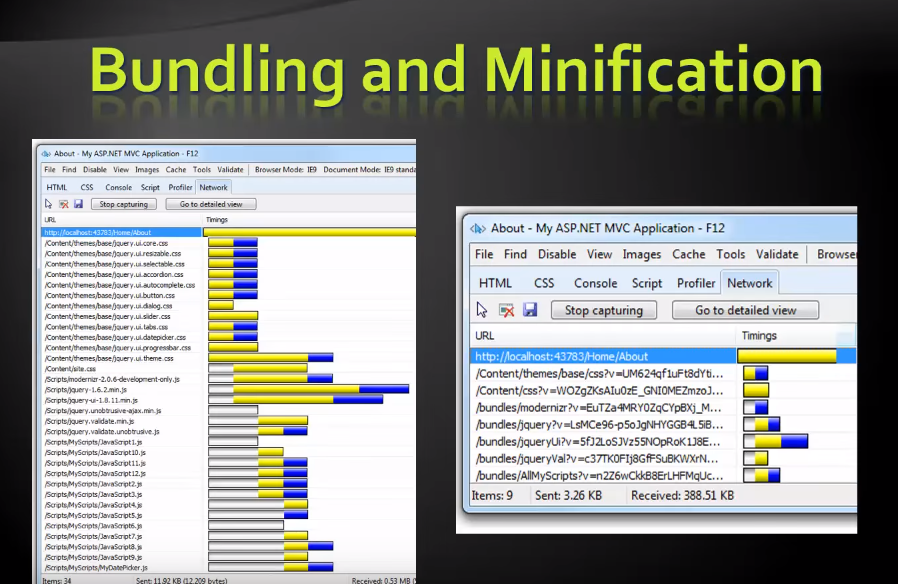 Bundling and Minification
About - My ASP.NET MVC Application - F12
File Find Disable View Images Cache Tools Validate Browser Mode: IE9 Document Mode: IE9 standa
HTML CSS Console Script Profiler Network
Stop capturing Go to detailed view
URL Timings
http://localhost:43783/Home/About
/Content/themes/base/jquery.ui.core.css
/Content/themes/base/jquery.ui.resizable.css
/Content/themes/base/jquery.ui.selectable.css
/Content/themes/base/jquery.ui.accordion.css
/Content/themes/base/jquery.ui.autocomplete.css
/Content/themes/base/jquery.ui.button.css
/Content/themes/base/jquery.ui.dialog.css
/Content/themes/base/jquery.ui.slider.css
/Content/themes/base/jquery.ui.tabs.css
/Content/themes/base/jquery.ui.datepicker.css
/Content/themes/base/jquery.ui.progressbar.css
/Content/themes/base/jquery.ui.theme.css
/Content/site.css
/Scripts/modernizr-2.0.6-development-only.js
/Scripts/jquery-1.6.2.min.js
/Scripts/jquery-ui-1.8.11.min.js
/Scripts/jquery.unobtrusive-ajax.min.js
/Scripts/jquery.validate.min.js
/Scripts/jquery.validate.unobtrusive.js
/Scripts/MyScripts/JavaScript1.js
/Scripts/MyScripts/JavaScript10.js
/Scripts/MyScripts/JavaScript11.js
/Scripts/MyScripts/JavaScript12.js
/Scripts/MyScripts/JavaScript2.js
/Scripts/MyScripts/JavaScript3.js
/Scripts/MyScripts/JavaScript4.js
/Scripts/MyScripts/JavaScript5.js
/Scripts/MyScripts/JavaScript6.js
/Scripts/MyScripts/JavaScript7.js
/Scripts/MyScripts/JavaScript8.js
/Scripts/MyScripts/JavaScript9.js
/Scripts/MyScripts/MyDatePicker.js
Items: 34 Sent: 11.92 KB (12,209 bytes) Received: 0.53 MB
About - My ASP.NET MVC Application - F12
File Find Disable View Images Cache Tools Validate Browse
HTML CSS Console Script Profiler Network
Stop capturing Go to detailed view
URL Timings
http://localhost:43783/Home/About
/Content/themes/base/css?v=UM624qf1uFt8dYti...
/Content/css?v=WOZgZKsAIu0zE_GNI0MEZmzoJ...
/bundles/modernizr?v=EuTZa4MRY0ZqCYpBXj_M...
/bundles/jquery?v=LsMCe96-p5oJgNHYGGB4L5iB...
/bundles/jqueryUi?v=5fJ2LoSJVz55NOpRoK1J8E...
/bundles/jqueryVal?v=c37TK0FIj8GfFSuBKWXrN...
/bundles/AllMyScripts?v=n2Z6wCkkB8ErLHFMqUc...
Items: 9 Sent: 3.26 KB Received: 388.51 KB